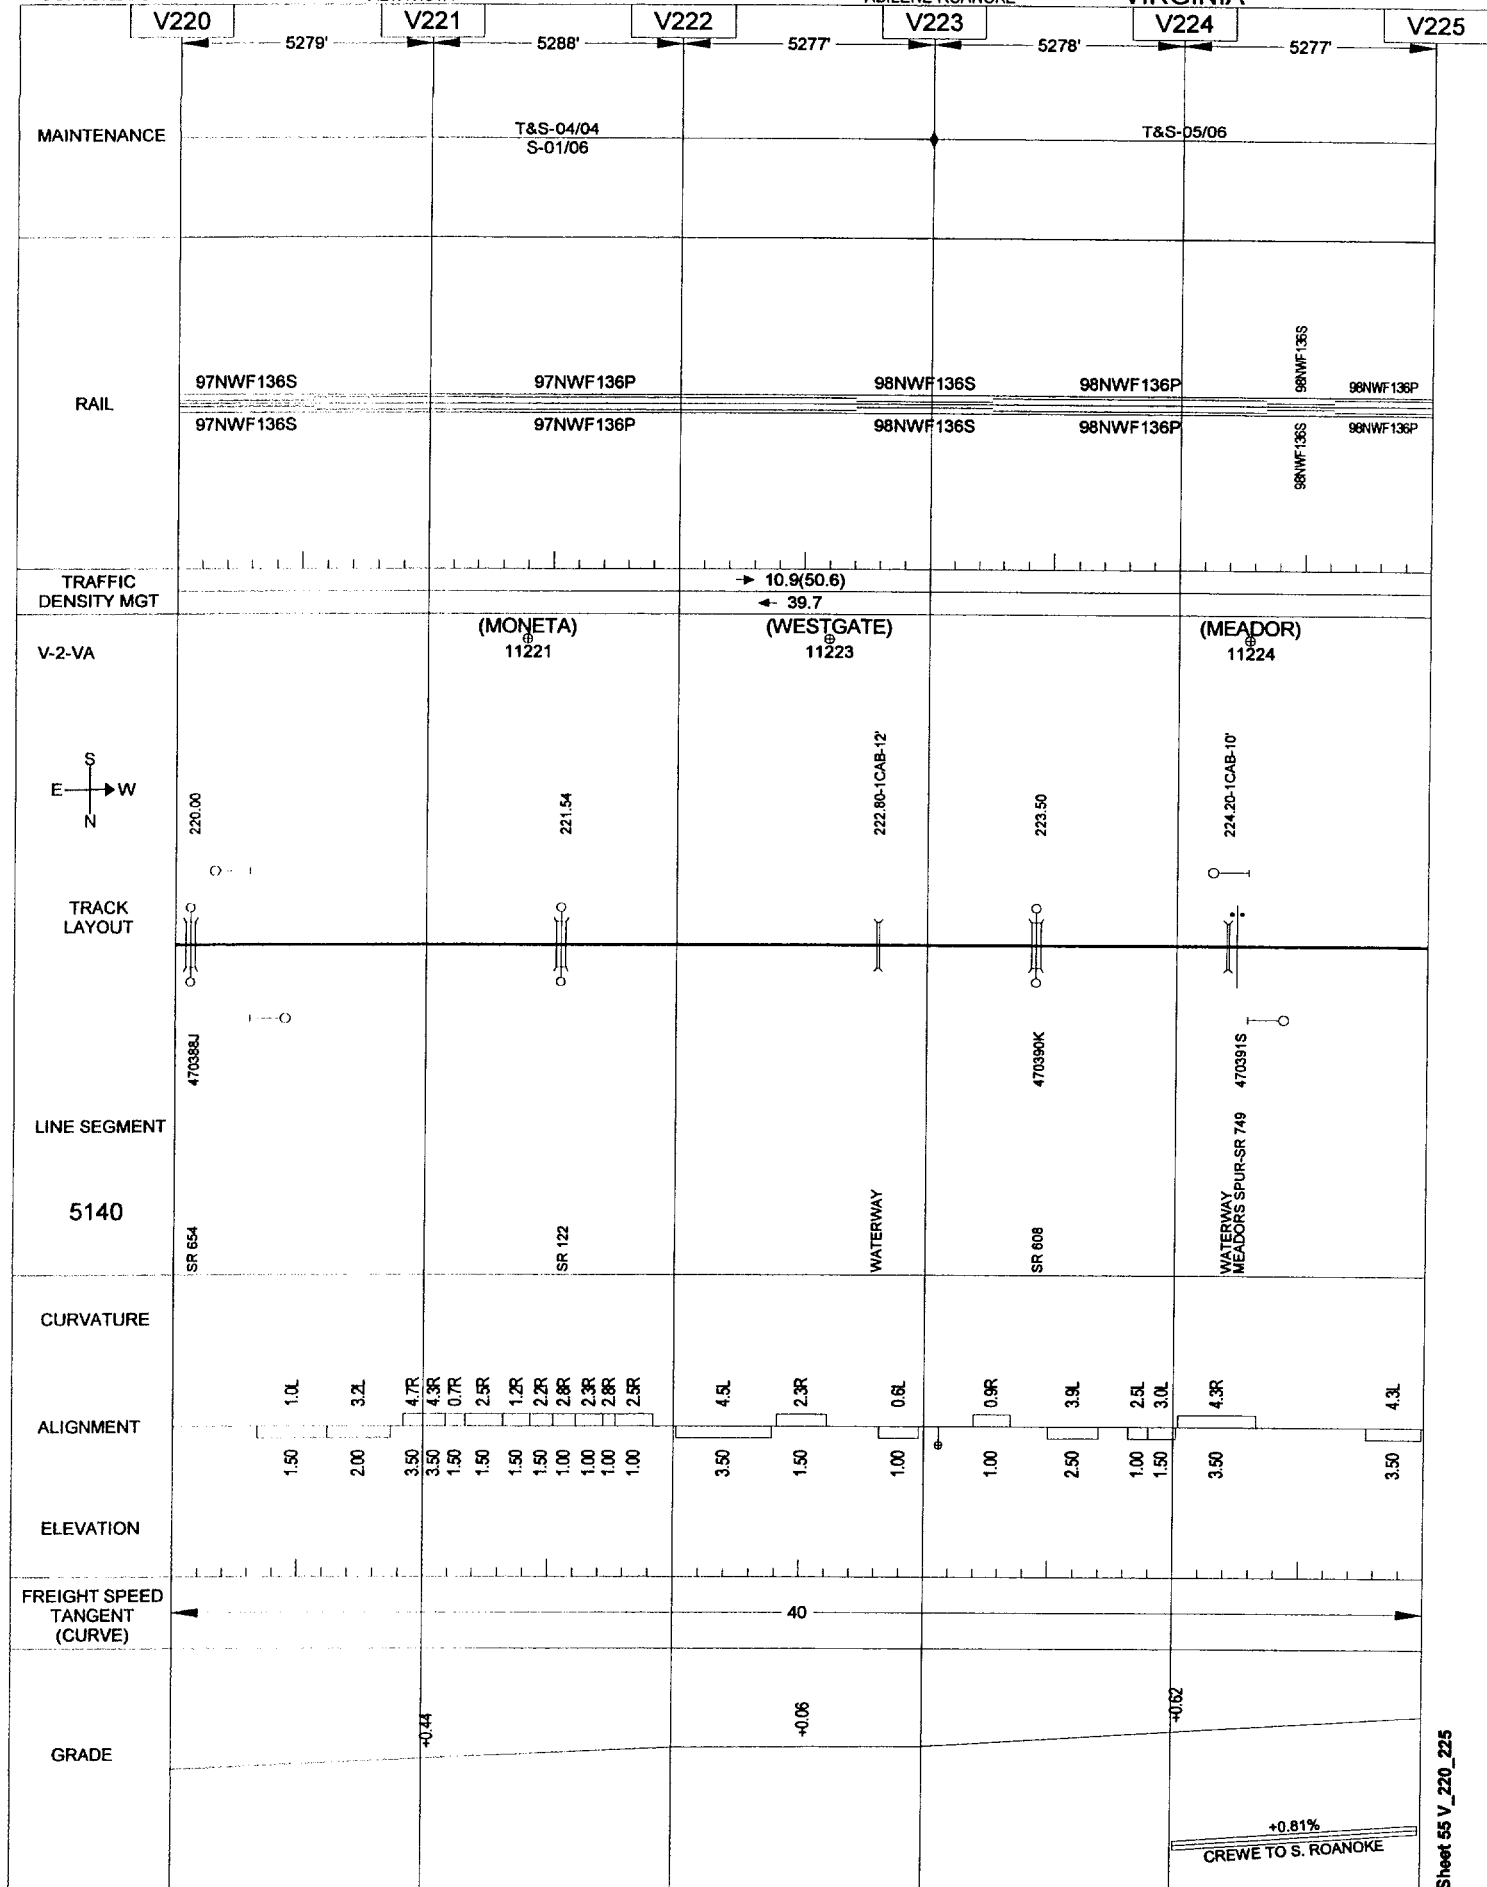 ABILENE ROANOKE
VIRGINIA
V220 V221 V222 V223 V224 V225
5279' 5288' 5277' 5278' 5277'
MAINTENANCE
T&S-04/04
S-01/06
T&S-05/06
RAIL
97NWF136S 97NWF136P 98NWF136S 98NWF136P 98NWF136S 98NWF136P
97NWF136S 97NWF136P 98NWF136S 98NWF136P 98NWF136S 98NWF136P
TRAFFIC
DENSITY MGT
10.9(50.6)
39.7
V-2-VA
(MONETA) (WESTGATE) (MEADOR)
11221 11223 11224
S
E W
N
220.00 221.54 222.80-1CAB-12' 223.50 224.20-1CAB-10'
TRACK
LAYOUT
470388J 470390K 470391S
LINE SEGMENT
5140
SR 654 SR 122 WATERWAY SR 608 WATERWAY
MEADORS SPUR-SR 749
CURVATURE
1.0L 3.2L 4.7R 4.3R 0.7R 2.5R 1.2R 2.2R 2.8R 2.3R 2.8R 2.5R 4.5L 2.3R 0.6L 0.9R 3.9L 2.5L 3.0L 4.3R 4.3L
ALIGNMENT
1.50 2.00 3.50 3.50 1.50 1.50 1.50 1.50 1.00 1.00 1.00 1.00 3.50 1.50 1.00 1.00 2.50 1.00 1.50 3.50 3.50
ELEVATION
FREIGHT SPEED
TANGENT
(CURVE)
40
GRADE
+0.44 +0.06 +0.62
+0.81%
CREWE TO S. ROANOKE
Sheet 55 V_220_225